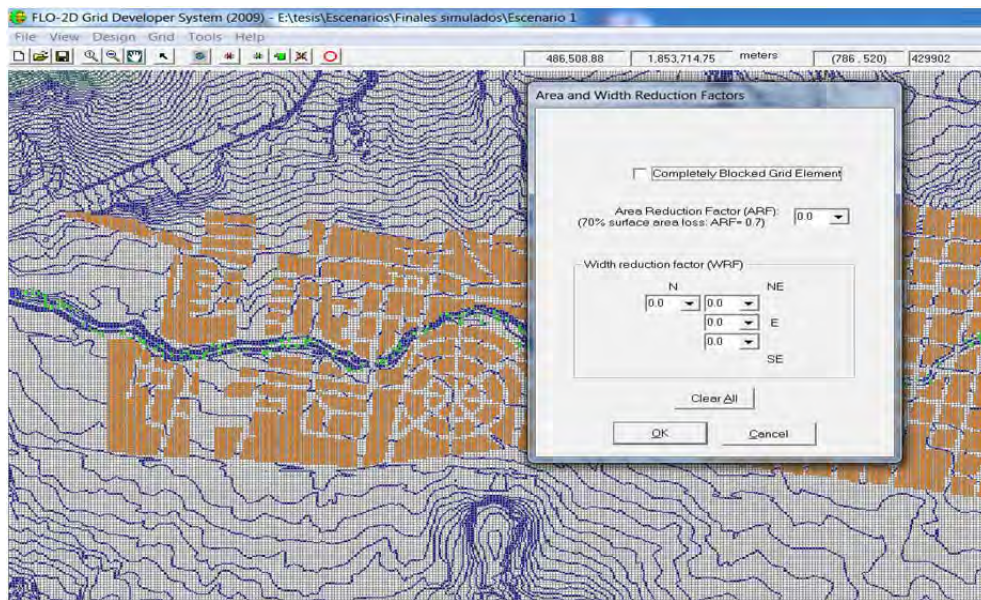 FLO-2D Grid Developer System (2009) - E:\tesis\Escenarios\Finales simulados\Escenario 1
File View Design Grid Tools Help
486,508.88 1,853,714.75 meters (786 , 520) 429902
Area and Width Reduction Factors
Completely Blocked Grid Element
Area Reduction Factor (ARF): 0.0
(70% surface area loss: ARF= 0.7)
Width reduction factor (WRF)
N NE
0.0 0.0
0.0 E
0.0
SE
Clear All
OK Cancel